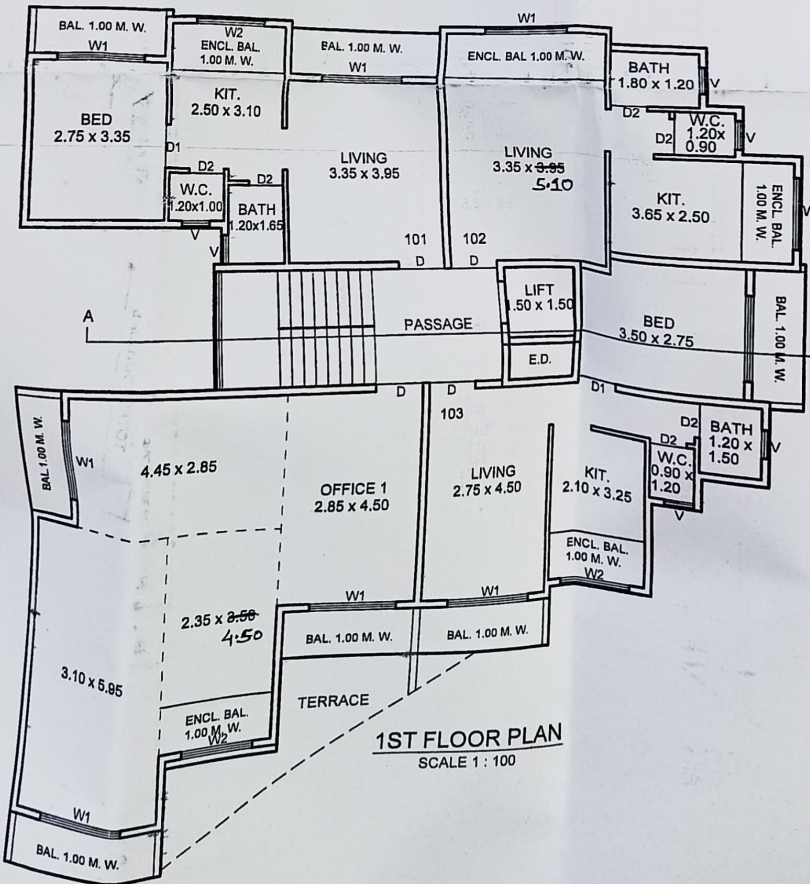 BAL. 1.00 M. W.
W1
W2
ENCL. BAL.
1.00 M. W.
BAL. 1.00 M. W.
W1
W1
ENCL. BAL 1.00 M. W.
BATH
1.80 x 1.20
V
BED
2.75 x 3.35
KIT.
2.50 x 3.10
D1
D2
W.C.
1.20x1.00
V
D2
BATH
1.20x1.65
V
LIVING
3.35 x 3.95
101
D
LIVING
3.35 x 3.95
5.10
102
D
D2
D2
W.C.
1.20x
0.90
V
KIT.
3.65 x 2.50
ENCL. BAL.
1.00 M. W.
V
A
PASSAGE
LIFT
1.50 x 1.50
E.D.
BED
3.50 x 2.75
BAL. 1.00 M. W.
BAL. 1.00 M. W.
W1
4.45 x 2.85
D
OFFICE 1
2.85 x 4.50
D
103
LIVING
2.75 x 4.50
D1
KIT.
2.10 x 3.25
D2
D2
W.C.
0.90 x
1.20
V
BATH
1.20 x
1.50
V
ENCL. BAL.
1.00 M. W.
W2
3.10 x 5.95
2.35 x 3.50
4.50
W1
BAL. 1.00 M. W.
W1
BAL. 1.00 M. W.
ENCL. BAL.
1.00 M. W.
W2
TERRACE
W1
BAL. 1.00 M. W.
1ST FLOOR PLAN
SCALE 1 : 100